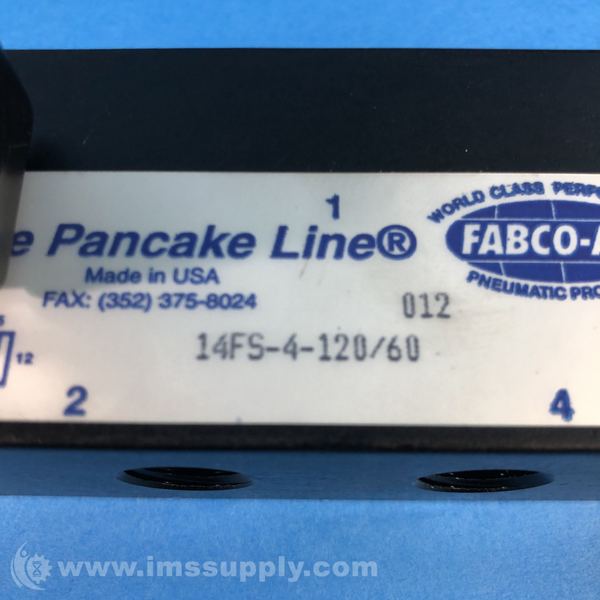 1
WORLD CLASS
e Pancake Line®
FABCO-A
Made in USA
PNEUMATIC PRO
FAX: (352) 375-8024
012
14FS-4-120/60
12
2
4
www.imssupply.com